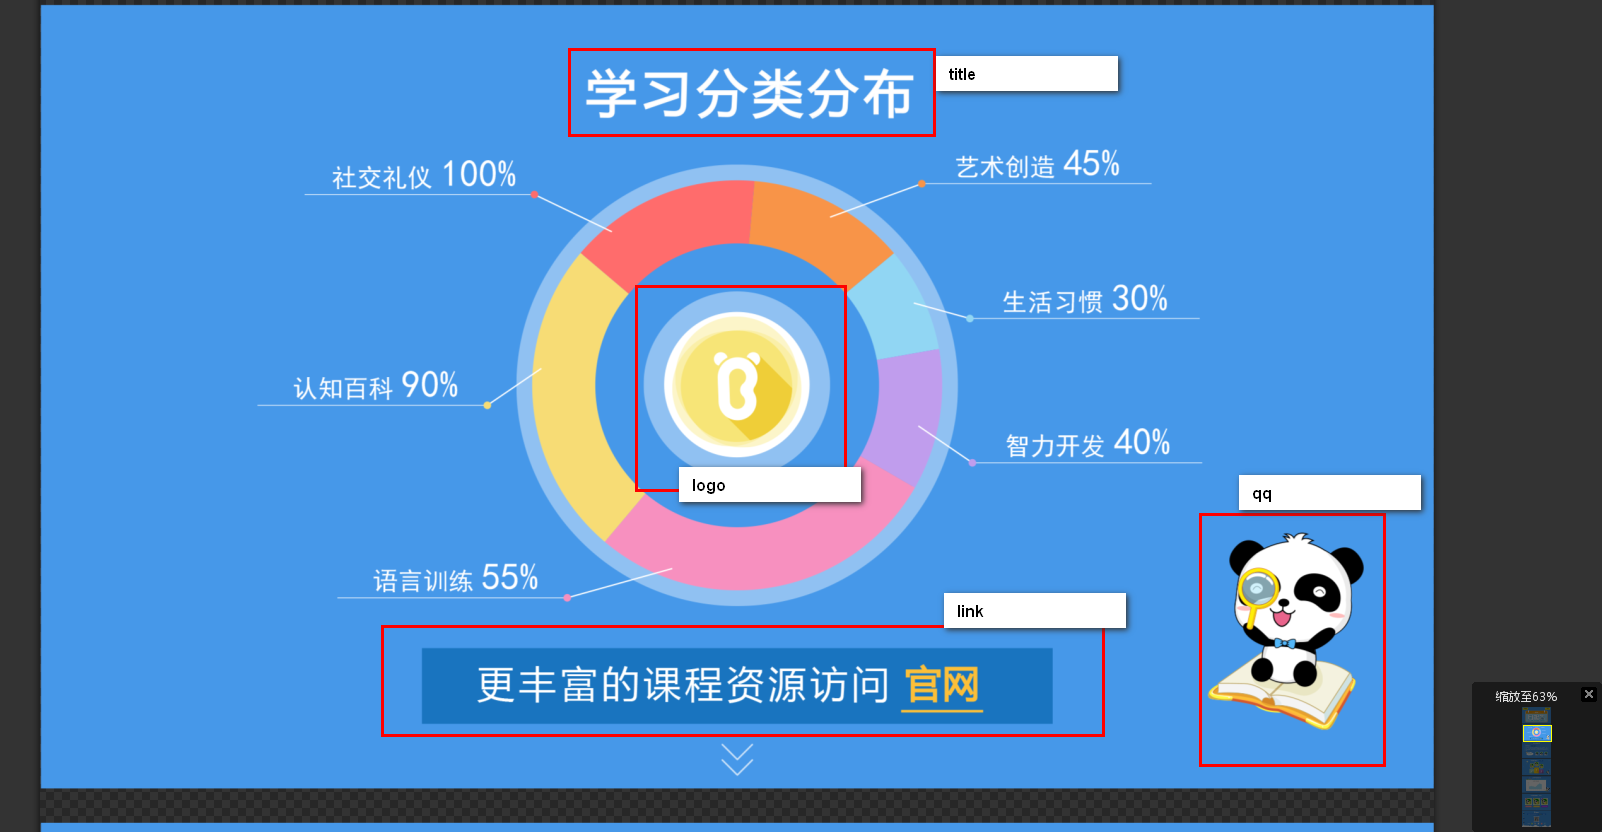 学习分类分布
title
社交礼仪 100%
艺术创造 45%
生活习惯 30%
认知百科 90%
智力开发 40%
logo
qq
语言训练 55%
link
更丰富的课程资源访问 官网
缩放至63%